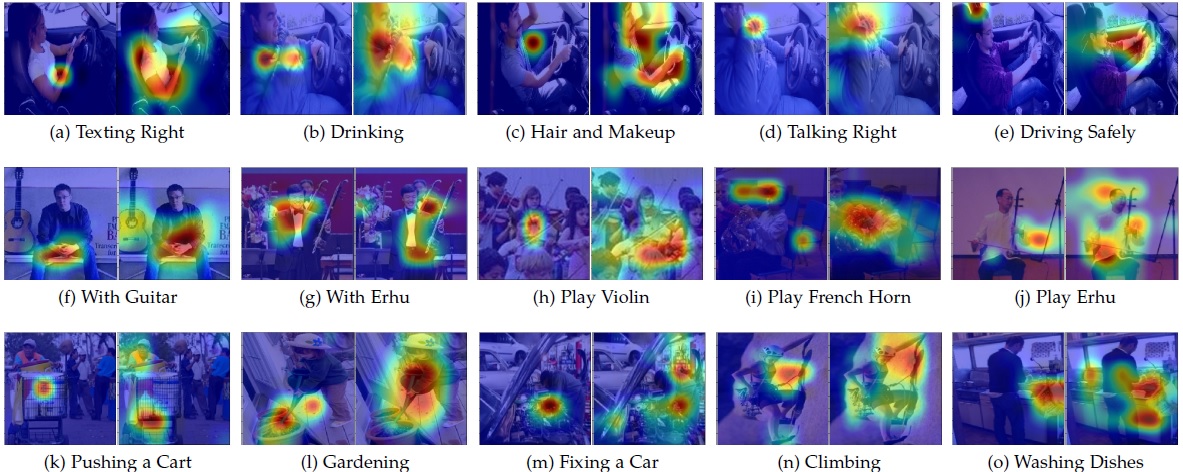 (a) Texting Right
(b) Drinking
(c) Hair and Makeup
(d) Talking Right
(e) Driving Safely
(f) With Guitar
(g) With Erhu
(h) Play Violin
(i) Play French Horn
(j) Play Erhu
(k) Pushing a Cart
(l) Gardening
(m) Fixing a Car
(n) Climbing
(o) Washing Dishes